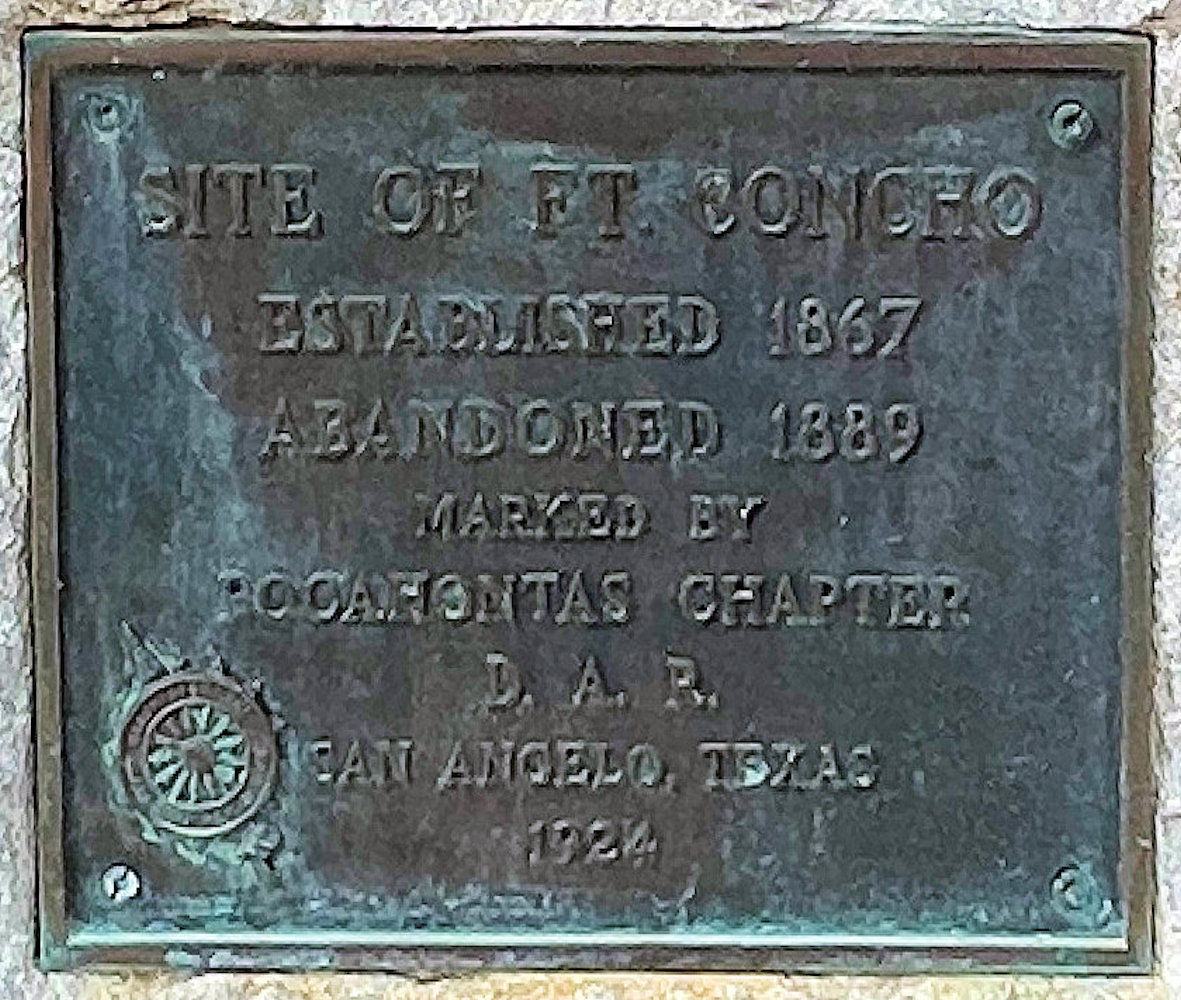 SITE OF FT. CONCHO
ESTABLISHED 1867
ABANDONED 1889
MARKED BY
POCAHONTAS CHAPTER
D. A. R.
SAN ANGELO, TEXAS
1924